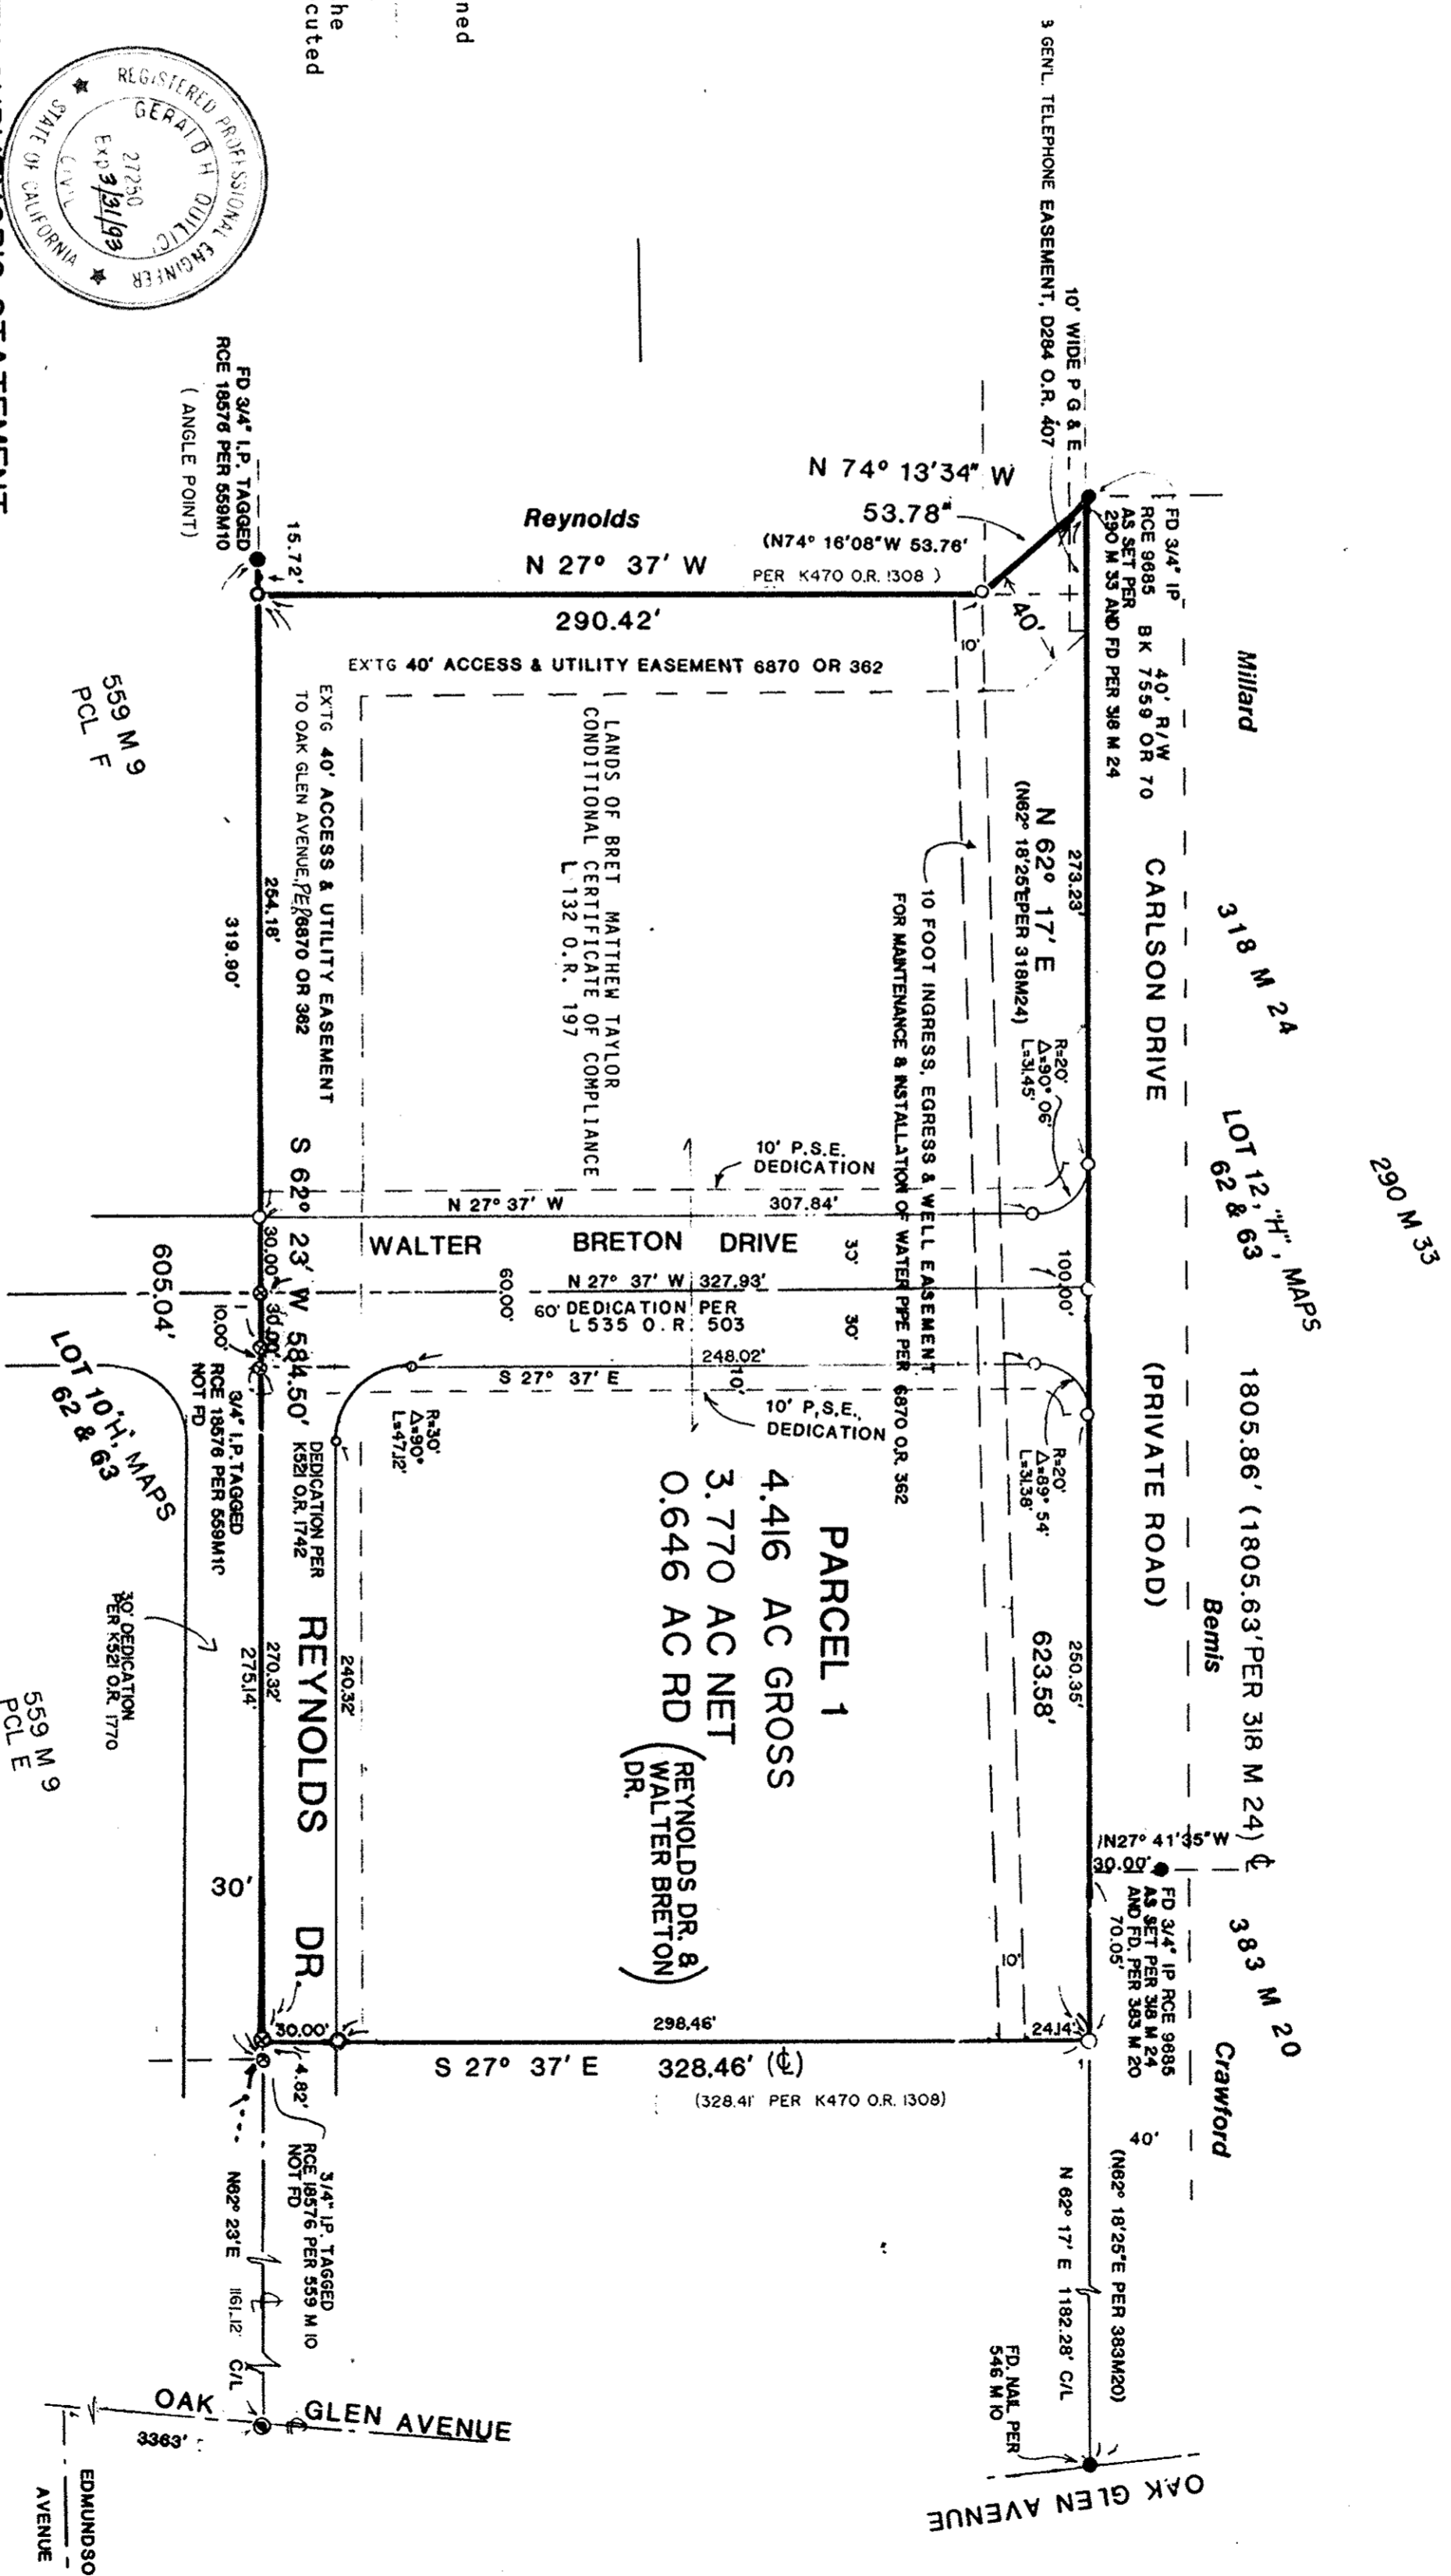 ned
he
cuted
REGISTERED PROFESSIONAL ENGINEER
GERALD H QUILICI
27250
Exp 3/31/93
CIVIL
STATE OF CALIFORNIA
GEN'L. TELEPHONE EASEMENT, D284 O.R. 407
10' WIDE P G & E
FD 3/4" IP
RCE 9685
AS SET PER
290 M 33 AND FD PER 318 M 24
40' R/W
BK 7559 OR 70
Millard
CARLSON DRIVE
(PRIVATE ROAD)
318 M 24
LOT 12, "H", MAPS
62 & 63
290 M 33
1805.86' (1805.63' PER 318 M 24) ℄
Bemis
383 M 20
Crawford
N27° 41'35"W
30.00'
FD 3/4" IP RCE 9685
AS SET PER 318 M 24
AND FD. PER 383 M 20
70.05'
40'
(N62° 18'25"E PER 383M20)
N 62° 17' E 1182.28' C/L
FD. NAIL PER
546 M 10
OAK GLEN AVENUE
N 74° 13'34" W
53.78"
(N74° 16'08"W 53.76'
PER K470 O.R. 1308 )
40'
10'
273.23'
N 62° 17' E
(N62° 18'25"E PER 318M24)
R=20'
Δ=90° 06'
L=31.45'
100.00'
R=20'
Δ=89° 54'
L=31.38'
250.35'
623.58'
10 FOOT INGRESS, EGRESS & WELL EASEMENT
FOR MAINTENANCE & INSTALLATION OF WATER PIPE PER 6870 O.R. 362
10'
24.14'
Reynolds
N 27° 37' W
290.42'
EX'TG 40' ACCESS & UTILITY EASEMENT 6870 OR 362
LANDS OF BRET MATTHEW TAYLOR
CONDITIONAL CERTIFICATE OF COMPLIANCE
L 132 O.R. 197
10' P.S.E.
DEDICATION
N 27° 37' W 307.84'
WALTER BRETON DRIVE
N 27° 37' W 327.93'
60.00'
60' DEDICATION PER
L535 O.R. 503
30'
248.02'
S 27° 37' E
10'
10' P.S.E.
DEDICATION
R=30'
Δ=90°
L=47.12'
PARCEL 1
4.416 AC GROSS
3.770 AC NET
0.646 AC RD
(REYNOLDS DR. &
WALTER BRETON
DR.)
298.46'
30.00'
S 27° 37' E 328.46' (℄)
(328.41' PER K470 O.R. 1308)
FD 3/4" I.P. TAGGED
RCE 18576 PER 559M10
(ANGLE POINT)
15.72'
EX'TG 40' ACCESS & UTILITY EASEMENT
TO OAK GLEN AVENUE, PER 6870 OR 362
254.18'
319.90'
S 62° 23' W 584.50'
30.00'
30.00'
10.00'
605.04'
3/4" I.P. TAGGED
RCE 18576 PER 559M10
NOT FD
DEDICATION PER
K521 O.R. 1742
REYNOLDS DR.
240.32'
270.32'
275.14'
30'
30' DEDICATION
PER K521 O.R. 1770
559 M 9
PCL F
LOT 10 "H", MAPS
62 & 63
559 M 9
PCL E
4.82'
3/4" I.P. TAGGED
RCE 18576 PER 559 M 10
NOT FD
N62° 23'E 1161.12' C/L
OAK GLEN AVENUE
3363'
EDMUNDSO
AVENUE